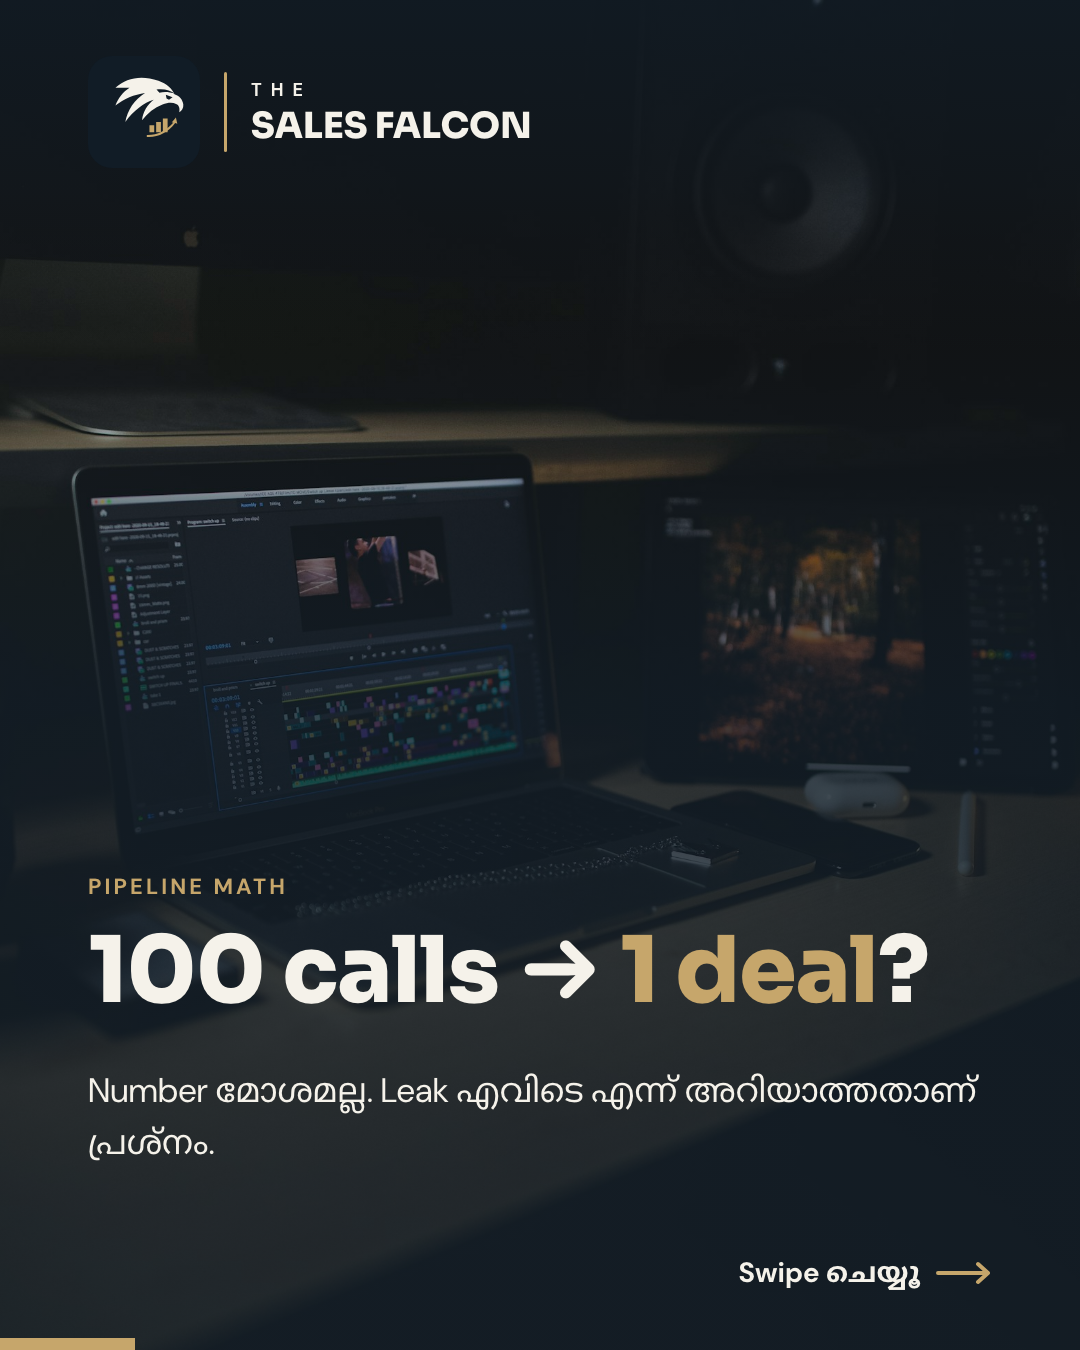 THE
SALES FALCON
PIPELINE MATH
100 calls → 1 deal?
Number മോശമല്ല. Leak എവിടെ എന്ന് അറിയാത്തതാണ്
പ്രശ്നം.
Swipe ചെയ്യൂ →